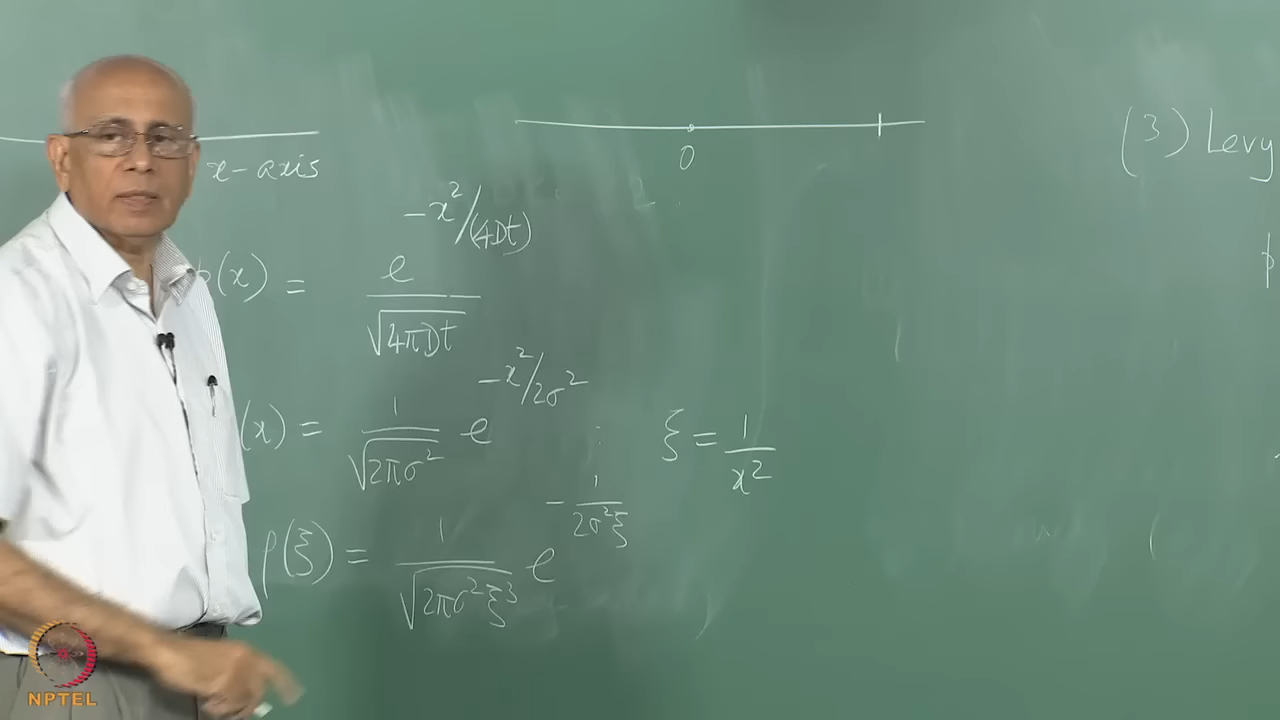 x-axis
0
(3) Levy
p(x) = e^{-x²/(4Dt)} / √(4πDt)
(x) = 1/√(2πσ²) e^{-x²/2σ²}
ξ = 1/x²
ρ(ξ) = 1/√(2πσ²ξ³) e^{-1/(2σ²ξ)}
p
NPTEL